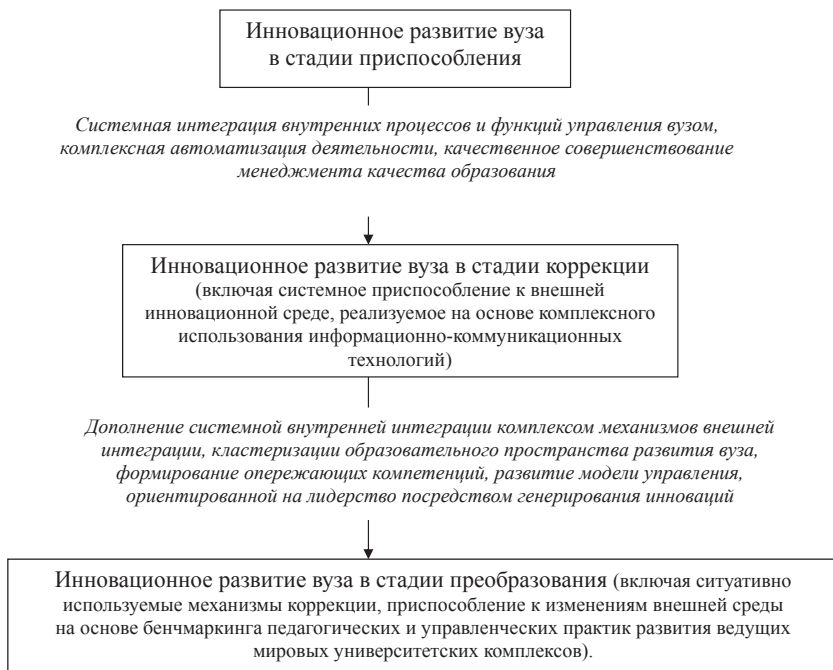 Инновационное развитие вуза
в стадии приспособления
Системная интеграция внутренних процессов и функций управления вузом,
комплексная автоматизация деятельности, качественное совершенствование
менеджмента качества образования
Инновационное развитие вуза в стадии коррекции
(включая системное приспособление к внешней
инновационной среде, реализуемое на основе комплексного
использования информационно-коммуникационных
технологий)
Дополнение системной внутренней интеграции комплексом механизмов внешней
интеграции, кластеризации образовательного пространства развития вуза,
формирование опережающих компетенций, развитие модели управления,
ориентированной на лидерство посредством генерирования инноваций
Инновационное развитие вуза в стадии преобразования (включая ситуативно
используемые механизмы коррекции, приспособление к изменениям внешней среды
на основе бенчмаркинга педагогических и управленческих практик развития ведущих
мировых университетских комплексов).